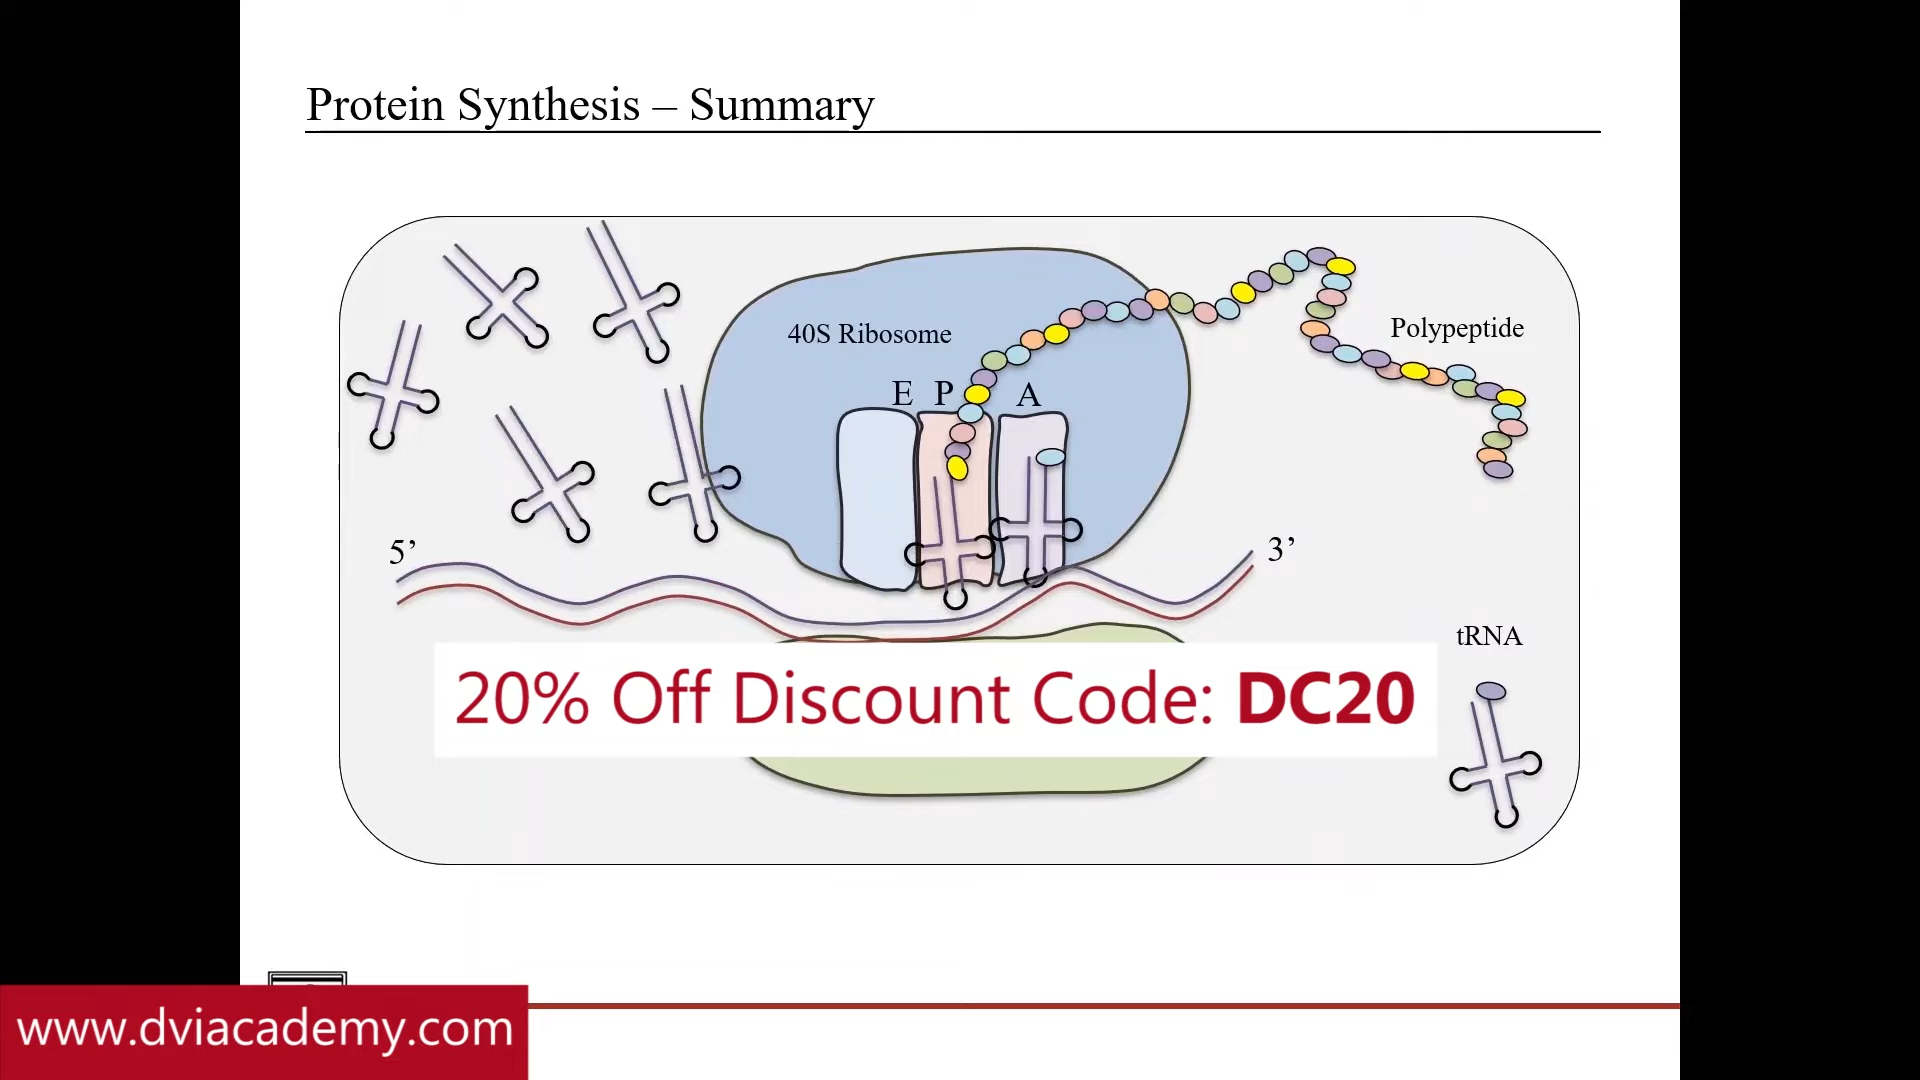 Protein Synthesis – Summary
40S Ribosome
Polypeptide
E P A
5’
3’
tRNA
20% Off Discount Code: DC20
www.dviacademy.com